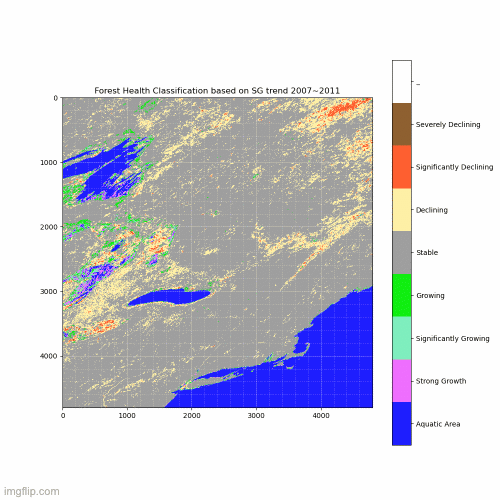 Forest Health Classification based on SG trend 2007~2011
0
1000
2000
3000
4000
0
1000
2000
3000
4000
_
Severely Declining
Significantly Declining
Declining
Stable
Growing
Significantly Growing
Strong Growth
Aquatic Area
imgflip.com